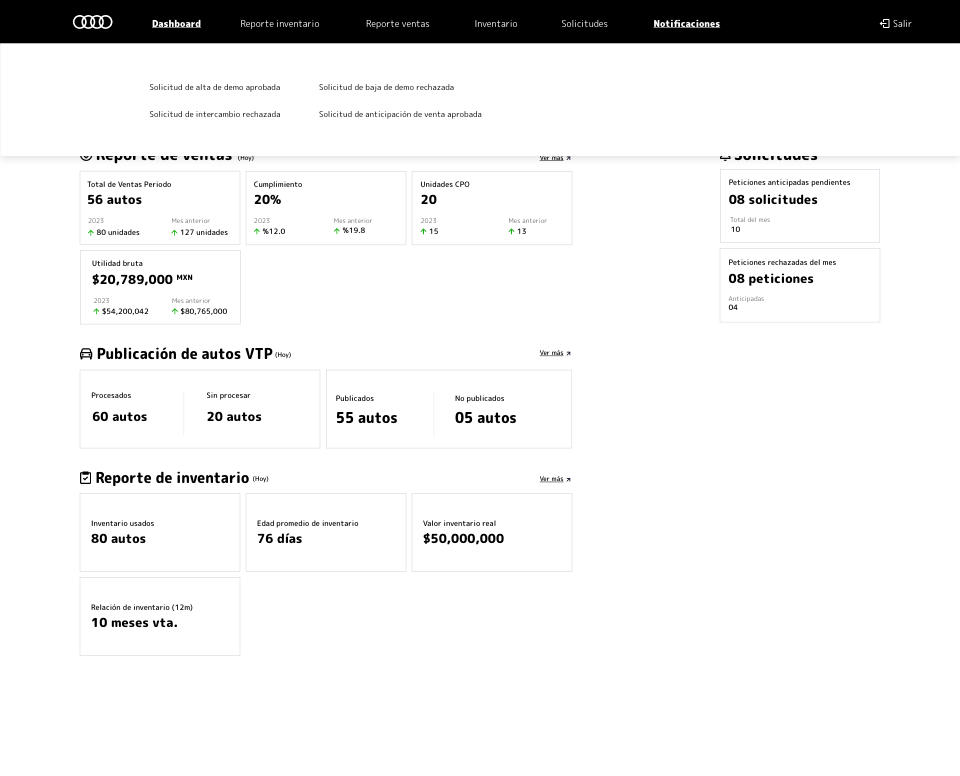 Dashboard
Reporte inventario
Reporte ventas
Inventario
Solicitudes
Notificaciones
Salir
Solicitud de alta de demo aprobada
Solicitud de baja de demo rechazada
Solicitud de intercambio rechazada
Solicitud de anticipación de venta aprobada
Reporte de ventas (Hoy)
Ver más
Total de Ventas Periodo
56 autos
2023
Mes anterior
80 unidades
127 unidades
Cumplimiento
20%
2023
Mes anterior
%12.0
%19.8
Unidades CPO
20
2023
Mes anterior
15
13
Utilidad bruta
$20,789,000 MXN
2023
Mes anterior
$54,200,042
$80,765,000
Solicitudes
Peticiones anticipadas pendientes
08 solicitudes
Total del mes
10
Peticiones rechazadas del mes
08 peticiones
Anticipadas
04
Publicación de autos VTP (Hoy)
Ver más
Procesados
60 autos
Sin procesar
20 autos
Publicados
55 autos
No publicados
05 autos
Reporte de inventario (Hoy)
Ver más
Inventario usados
80 autos
Edad promedio de inventario
76 días
Valor inventario real
$50,000,000
Relación de inventario (12m)
10 meses vta.